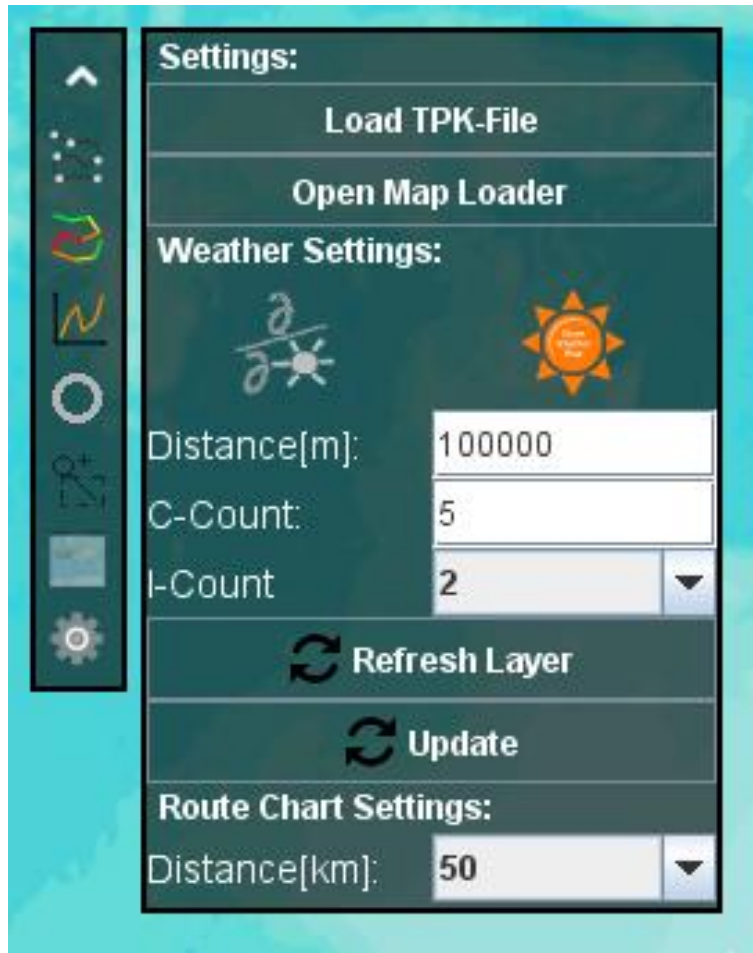 Settings:
Load TPK-File
Open Map Loader
Weather Settings:
Distance[m]: 100000
C-Count: 5
I-Count 2
Refresh Layer
Update
Route Chart Settings:
Distance[km]: 50